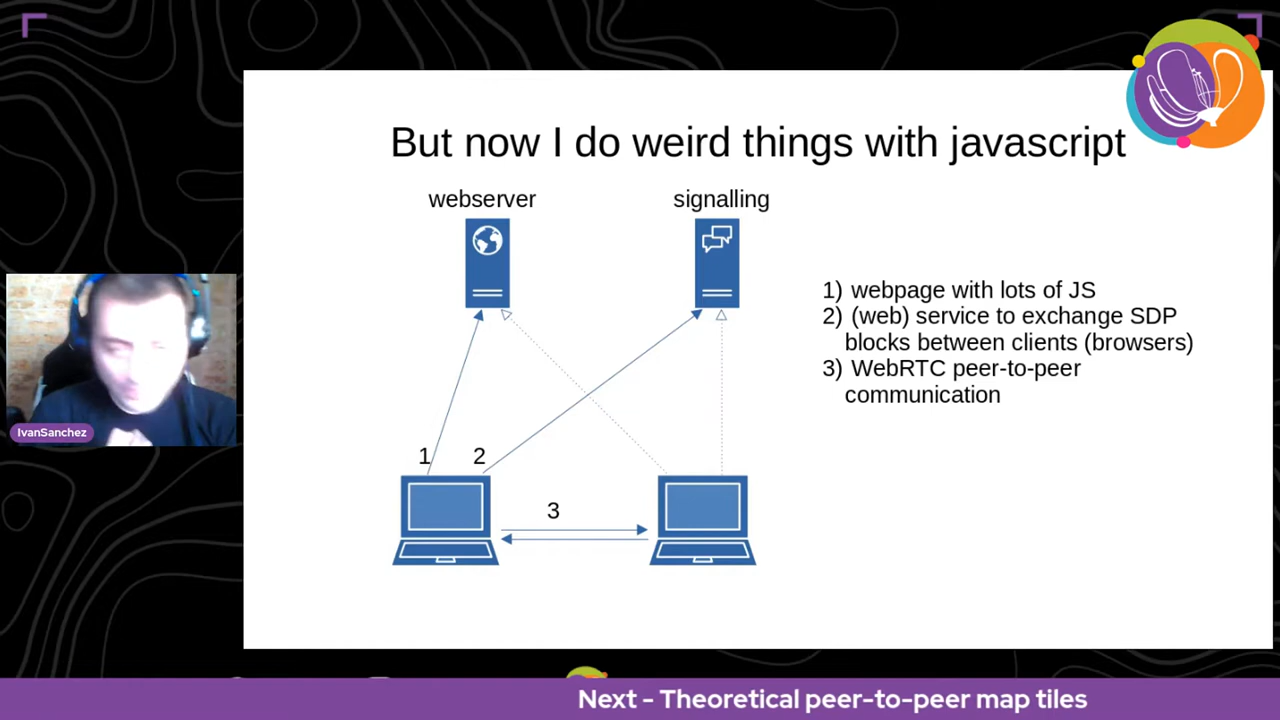 But now I do weird things with javascript
webserver
signalling
1) webpage with lots of JS
2) (web) service to exchange SDP
blocks between clients (browsers)
3) WebRTC peer-to-peer
communication
IvanSanchez
1
2
3
Next - Theoretical peer-to-peer map tiles